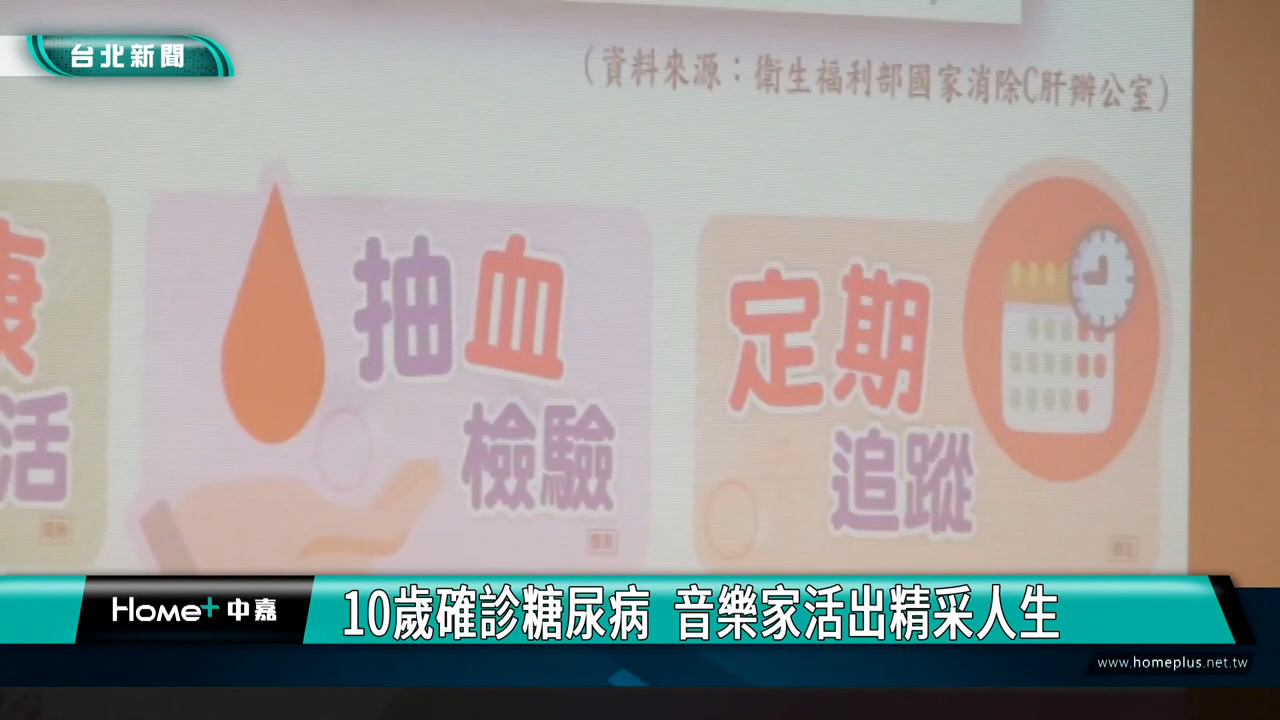 台北新聞
(資料來源：衛生福利部國家消除C肝辦公室)
康
活
抽血
檢驗
定期
追蹤
Home+中嘉
10歲確診糖尿病 音樂家活出精采人生
www.homeplus.net.tw